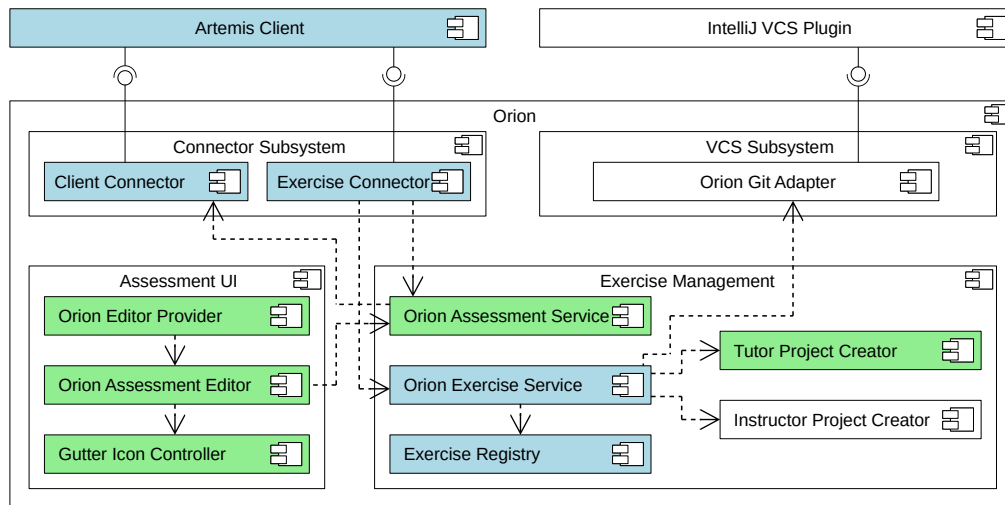 Artemis Client
IntelliJ VCS Plugin
Orion
Connector Subsystem
VCS Subsystem
Client Connector
Exercise Connector
Orion Git Adapter
Assessment UI
Exercise Management
Orion Editor Provider
Orion Assessment Service
Tutor Project Creator
Orion Assessment Editor
Orion Exercise Service
Instructor Project Creator
Gutter Icon Controller
Exercise Registry